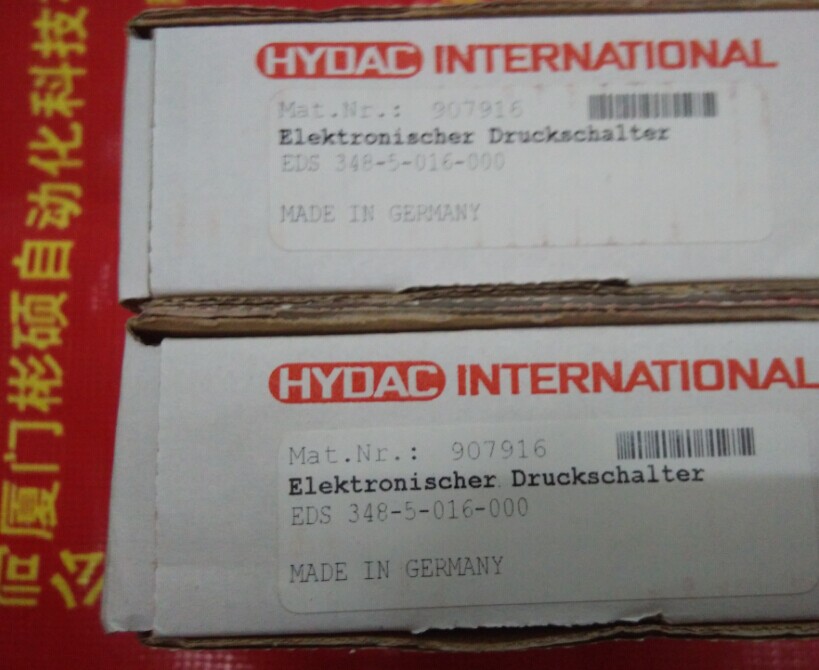 HYDAC INTERNATIONAL
Mat.Nr.: 907916
Elektronischer Druckschalter
EDS 348-5-016-000
MADE IN GERMANY
HYDAC INTERNATIONAL
Mat.Nr.: 907916
Elektronischer Druckschalter
EDS 348-5-016-000
MADE IN GERMANY
厦门彬硕自动化科技
公